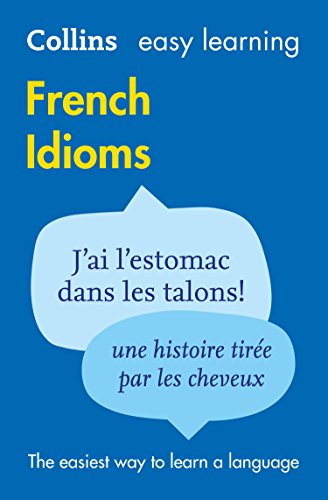 Collins easy learning
French
Idioms
J'ai l'estomac
dans les talons!
une histoire tirée
par les cheveux
The easiest way to learn a language